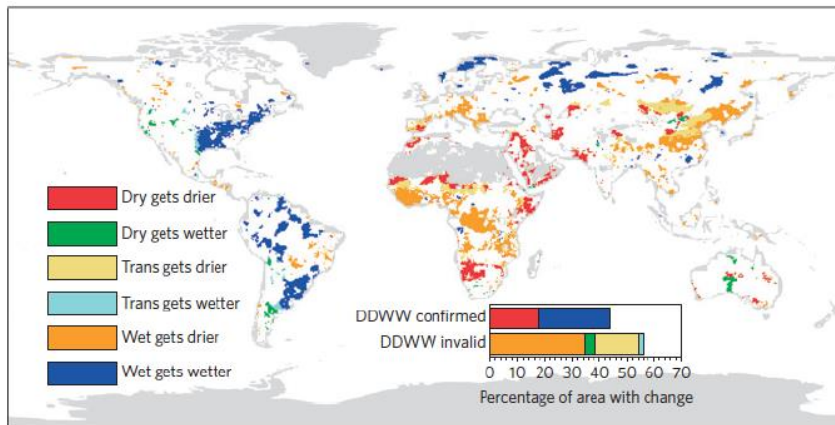 Dry gets drier
Dry gets wetter
Trans gets drier
Trans gets wetter
Wet gets drier
Wet gets wetter
DDWW confirmed
DDWW invalid
0 10 20 30 40 50 60 70
Percentage of area with change